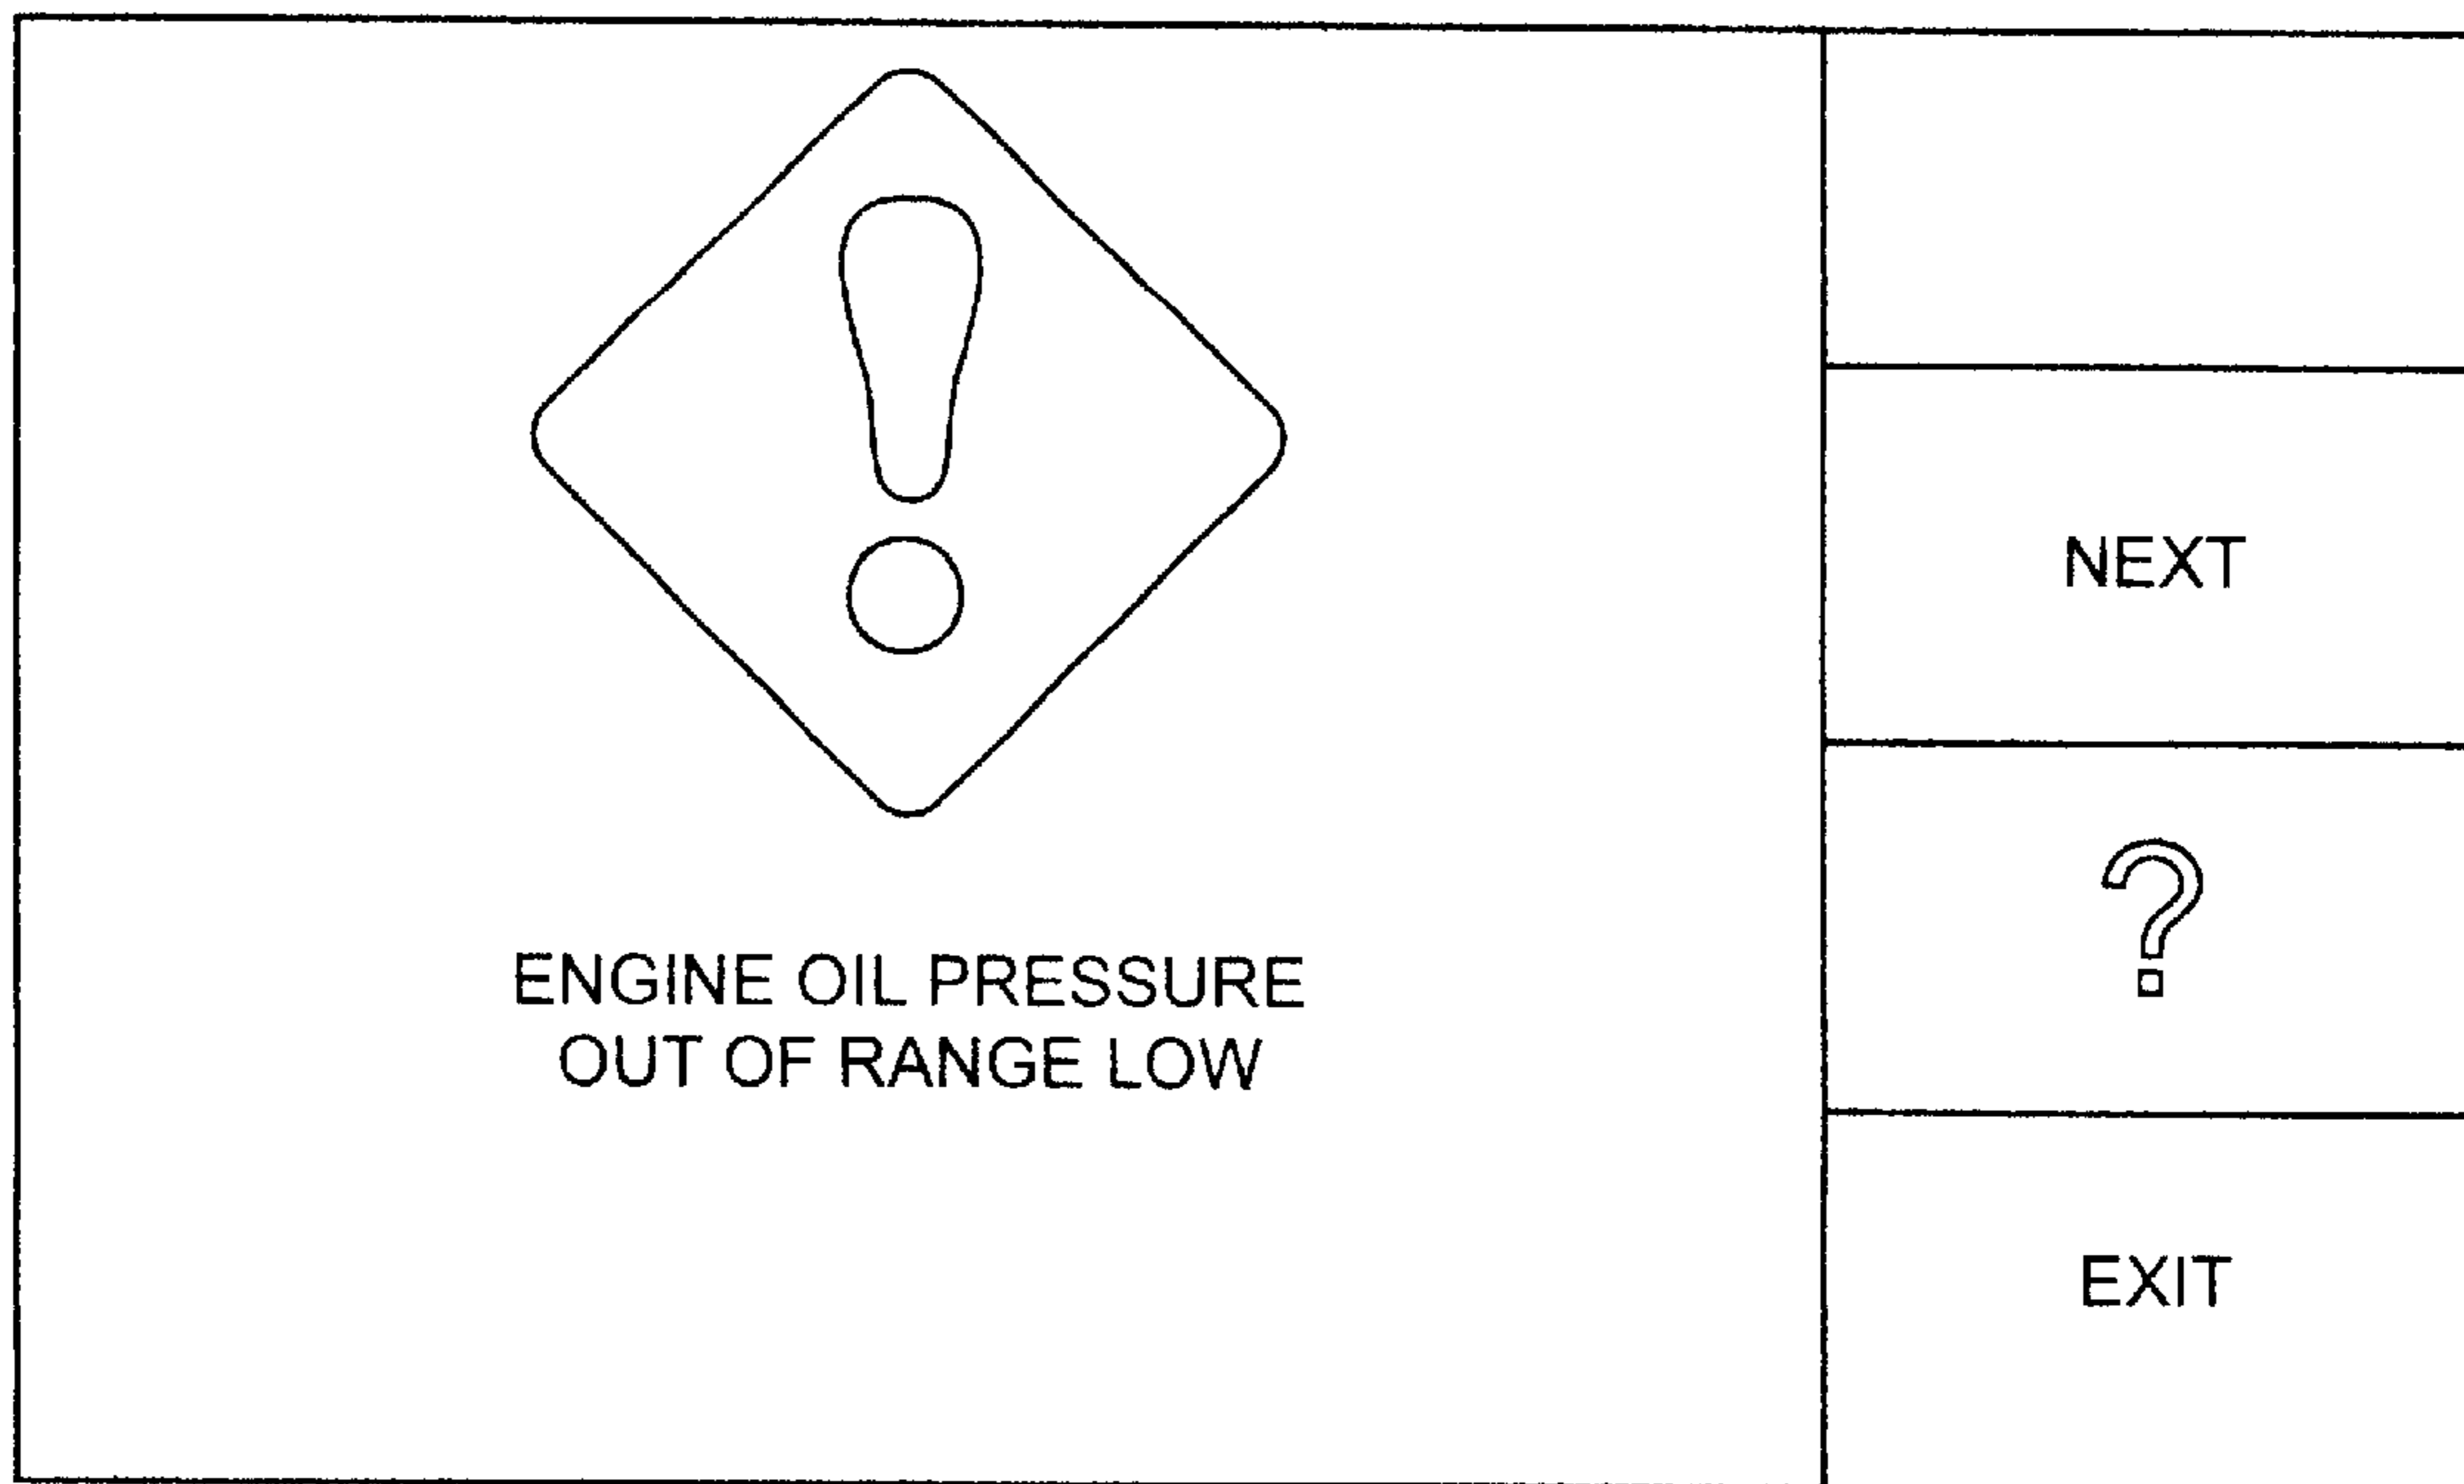 ENGINE OIL PRESSURE
OUT OF RANGE LOW
NEXT
?
EXIT